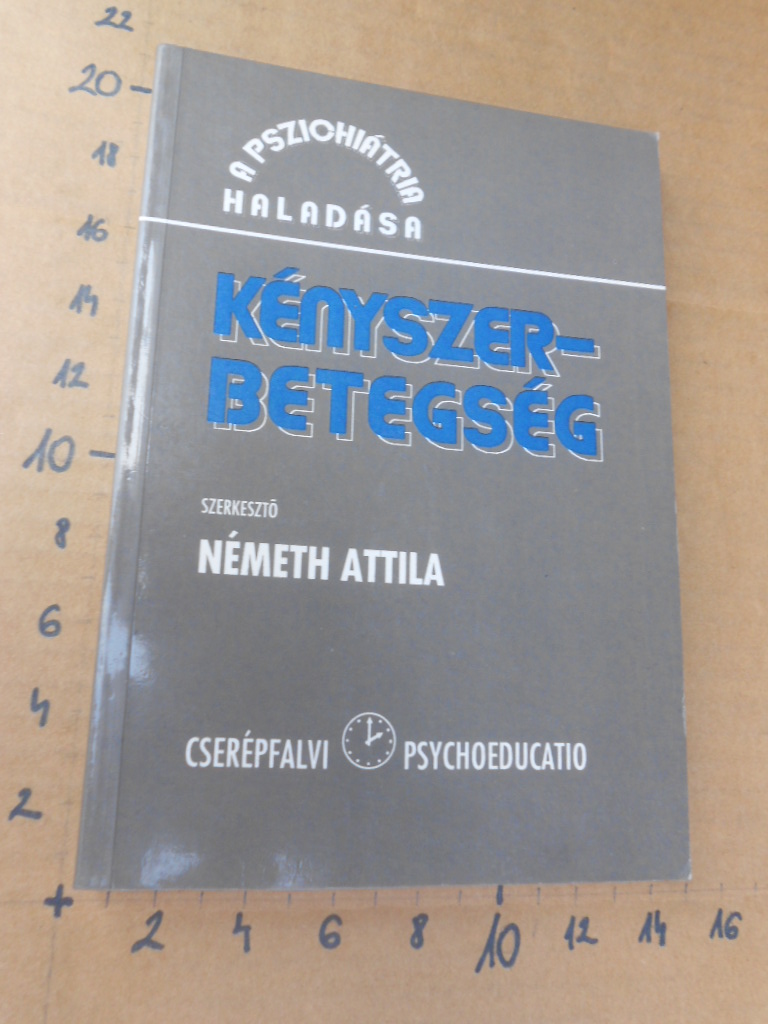 A PSZICHIÁTRIA
HALADÁSA
KÉNYSZER-
BETEGSÉG
SZERKESZTŐ
NÉMETH ATTILA
CSERÉPFALVI PSYCHOEDUCATIO
22
20
18
16
14
12
10
8
6
4
2
+
2 4 6 8 10 12 14 16